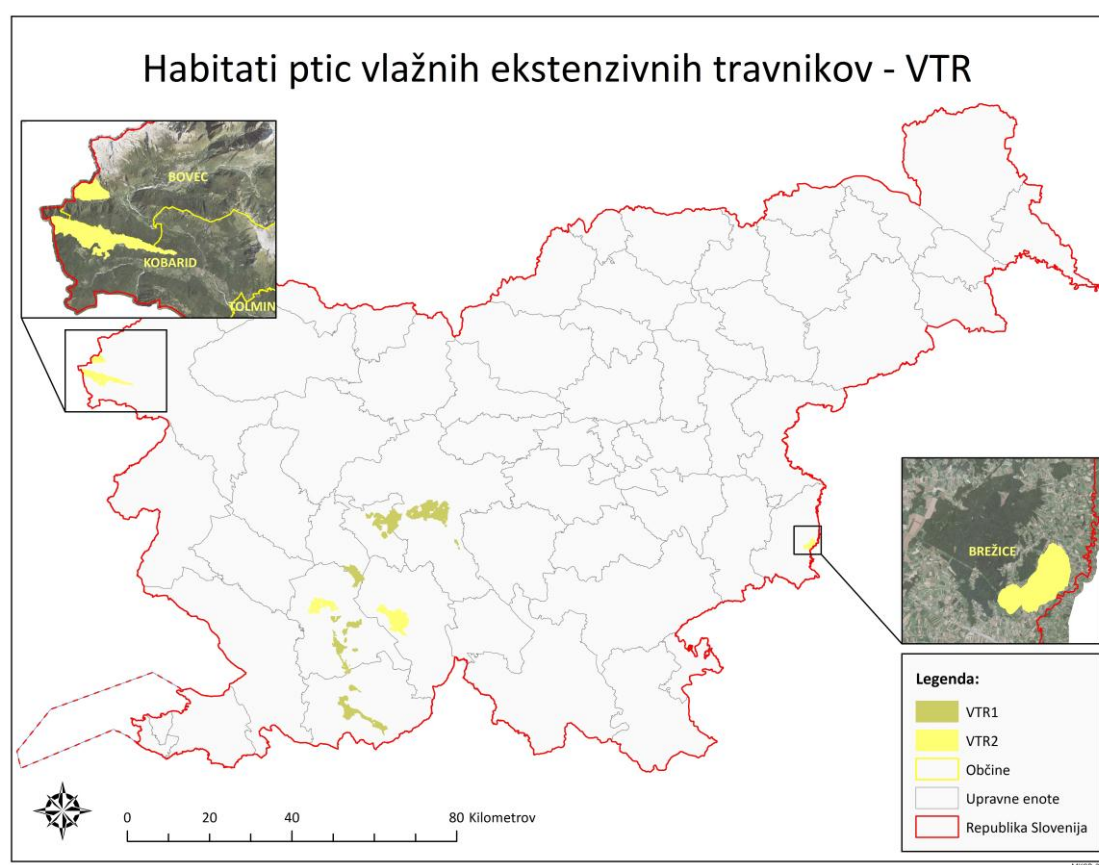 Habitati ptic vlažnih ekstenzivnih travnikov - VTR
BOVEC
KOBARID
TOLMIN
BREŽICE
Legenda:
VTR1
VTR2
Občine
Upravne enote
Republika Slovenija
0 20 40 80 Kilometrov